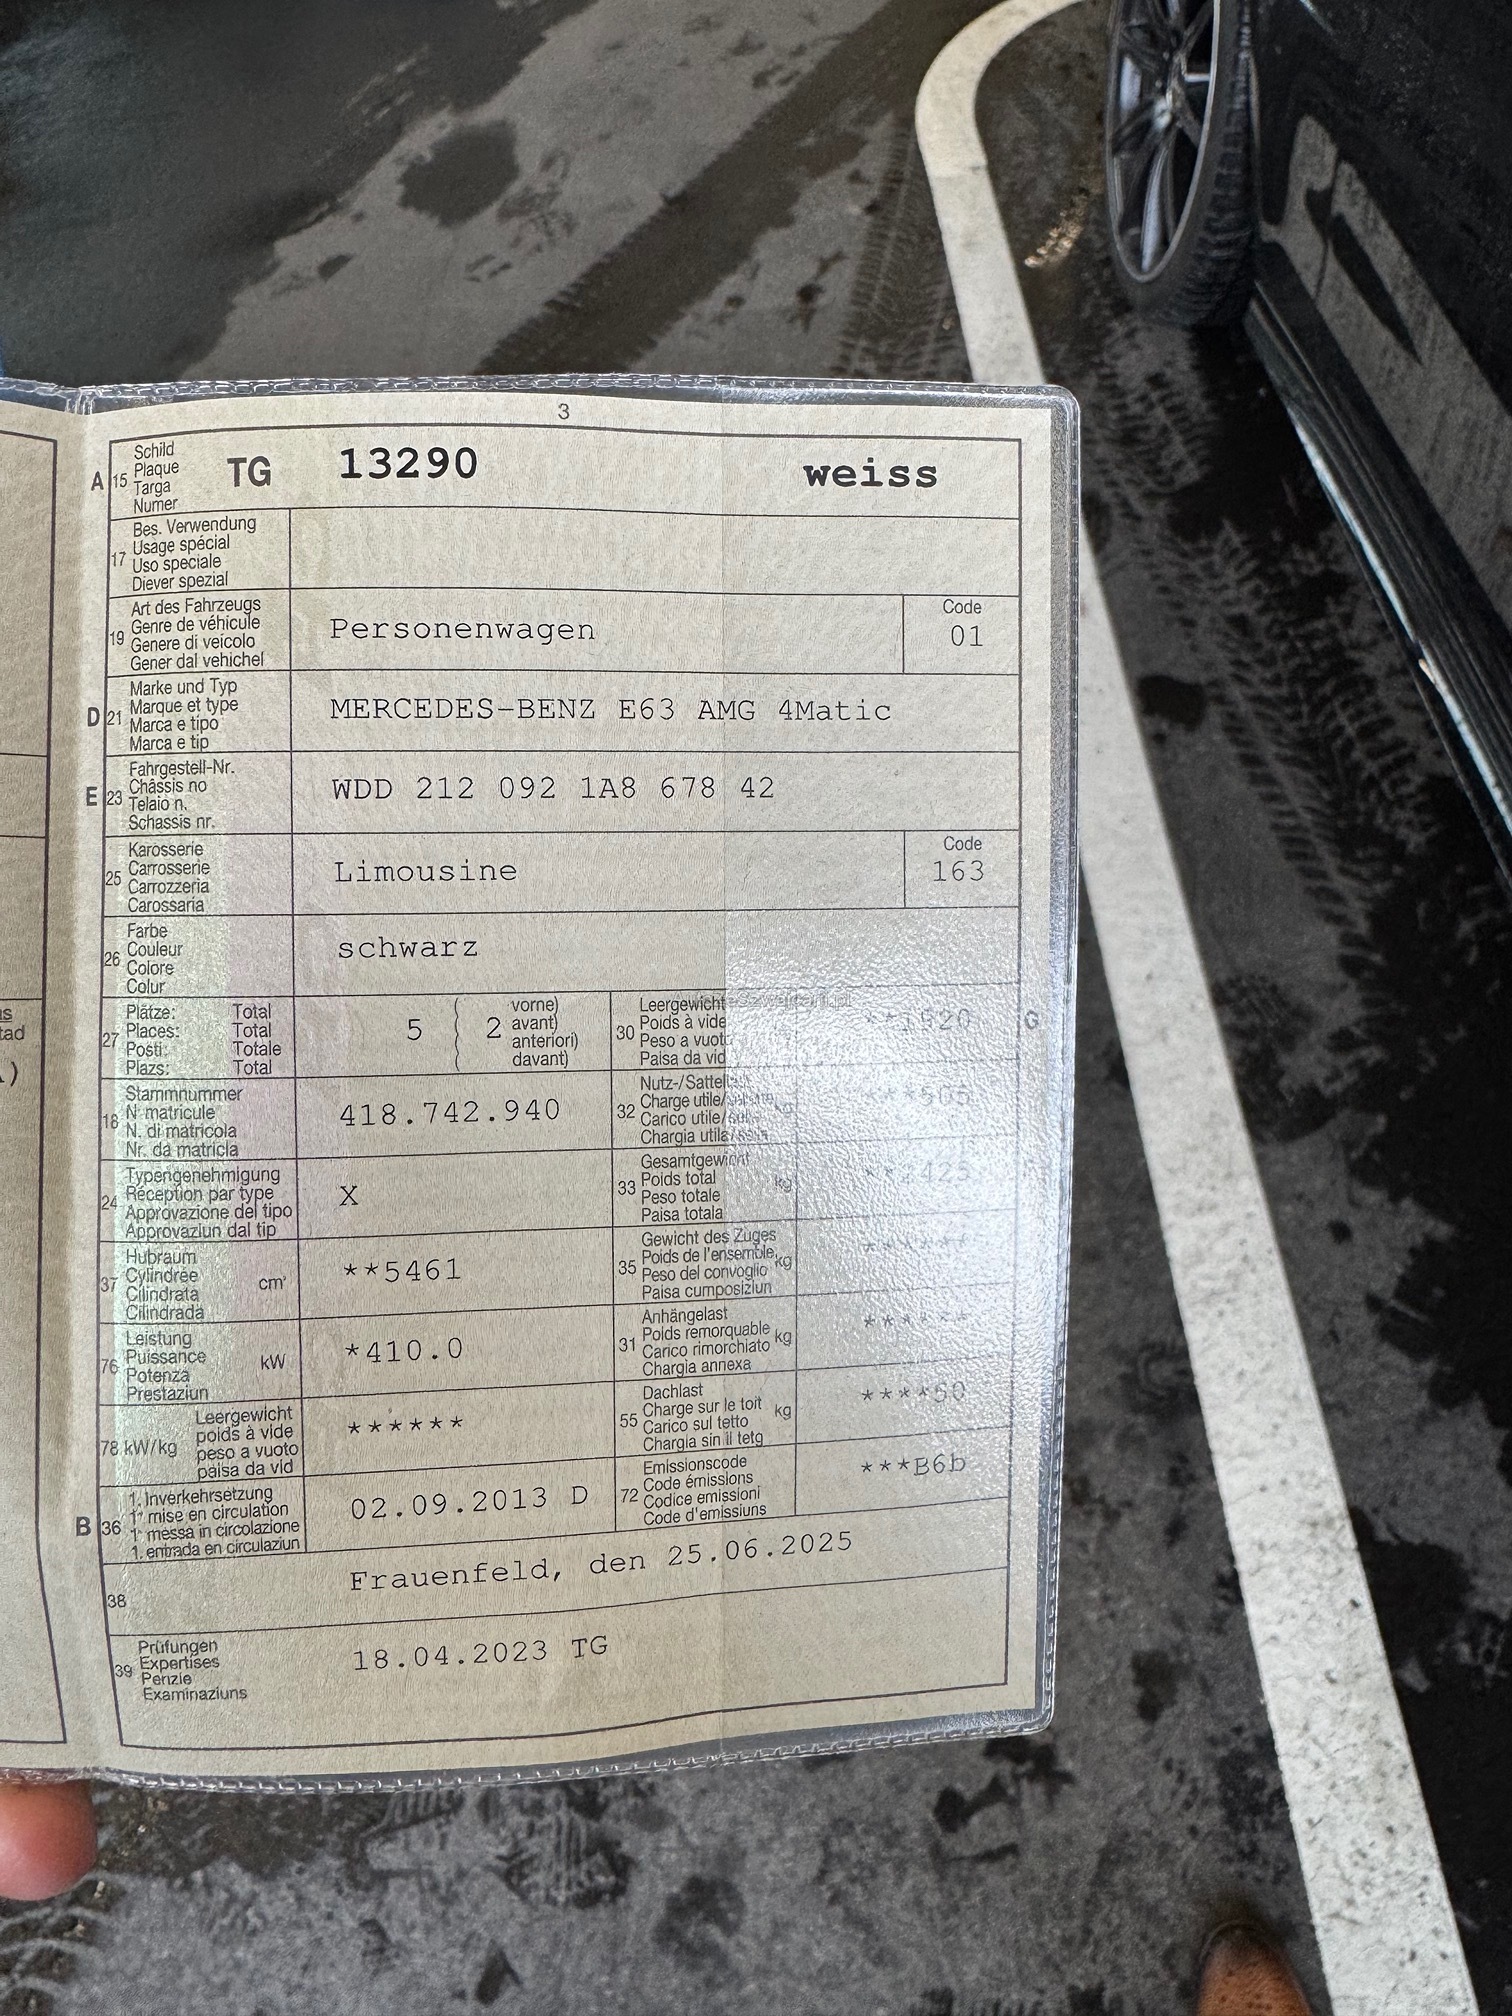 3
A 15 Schild Plaque Targa Numer TG 13290 weiss
17 Bes. Verwendung
Usage spécial
Uso speciale
Diever spezial
19 Art des Fahrzeugs
Genre de véhicule
Genere di veicolo
Gener dal vehichel
Personenwagen
Code
01
D 21 Marke und Typ
Marque et type
Marca e tipo
Marca e tip
MERCEDES-BENZ E63 AMG 4Matic
E 23 Fahrgestell-Nr.
Châssis no
Telaio n.
Schassis nr.
WDD 212 092 1A8 678 42
25 Karosserie
Carrosserie
Carrozzeria
Carossaria
Limousine
Code
163
26 Farbe
Couleur
Colore
Colur
schwarz
27 Plätze: Total
Places: Total
Posti: Totale
Plazs: Total
5 ( 2 vorne)
avant)
anteriori)
davant)
30 Leergewicht
Poids à vide
Peso a vuoto
Paisa da vid
G
18 Stammnummer
N matricule
N. di matricola
Nr. da matricla
418.742.940
32 Nutz-/Sattel
Charge utile/
Carico utile/
Chargia utila/
kg
24 Typengenehmigung
Réception par type
Approvazione del tipo
Approvaziun dal tip
X
33 Gesamtgewicht
Poids total
Peso totale
Paisa totala
kg
37 Hubraum
Cylindrée
Cilindrata
Cilindrada
cm³
**5461
35 Gewicht des Zuges
Poids de l'ensemble
Peso del convoglio
Paisa cumposiziun
kg
******
76 Leistung
Puissance
Potenza
Prestaziun
kW
*410.0
31 Anhängelast
Poids remorquable
Carico rimorchiato
Chargia annexa
kg
******
78 kW/kg Leergewicht
poids à vide
peso a vuoto
paisa da vid
******
55 Dachlast
Charge sur le toit
Carico sul tetto
Chargia sin il tetg
kg
****50
B 36 1. Inverkehrsetzung
1° mise en circulation
1° messa in circolazione
1. entrada en circulaziun
02.09.2013 D
72 Emissionscode
Code émissions
Codice emissioni
Code d'emissiuns
***B6b
38 Frauenfeld, den 25.06.2025
39 Prüfungen
Expertises
Perizie
Examinaziuns
18.04.2023 TG